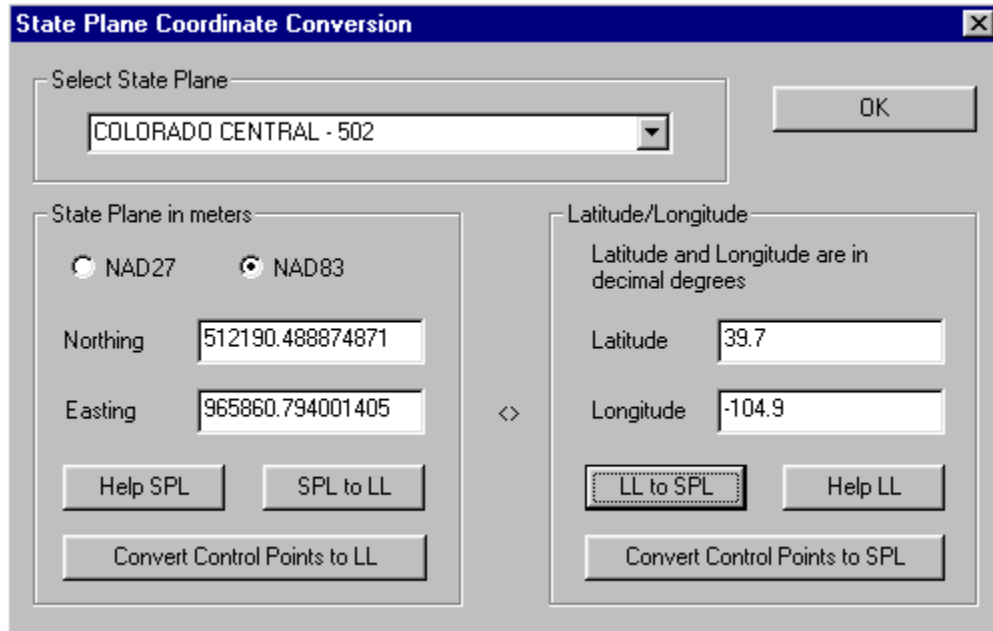 State Plane Coordinate Conversion
Select State Plane
COLORADO CENTRAL - 502
OK
State Plane in meters
NAD27 NAD83
Northing 512190.488874871
Easting 965860.794001405
Help SPL SPL to LL
Convert Control Points to LL
<>
Latitude/Longitude
Latitude and Longitude are in
decimal degrees
Latitude 39.7
Longitude -104.9
LL to SPL Help LL
Convert Control Points to SPL